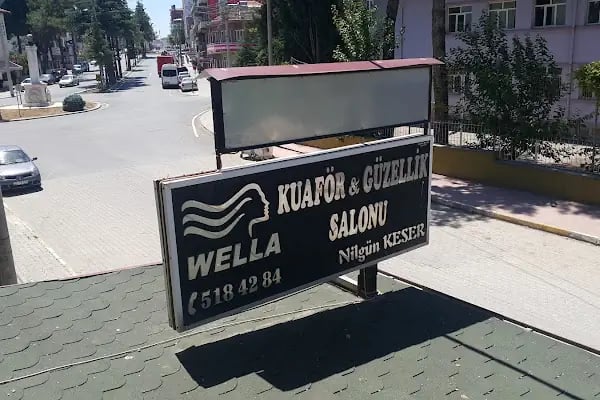 KUAFÖR & GÜZELLİK
SALONU
WELLA
Nilgün KESER
518 42 84